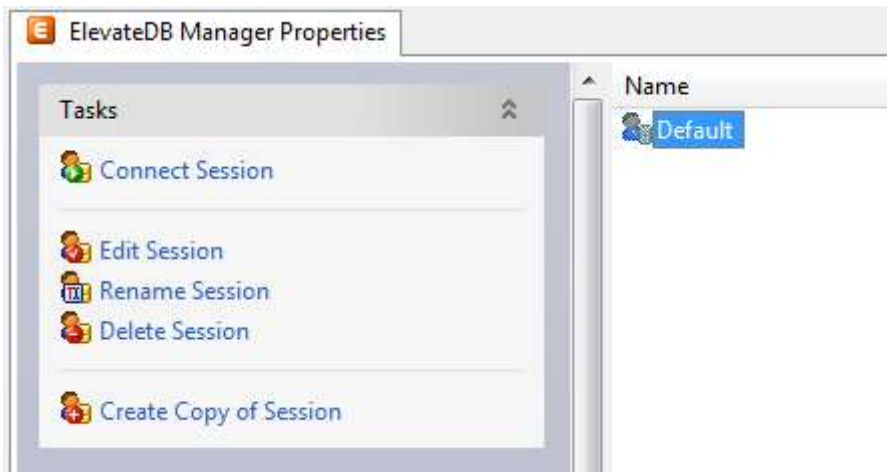 ElevateDB Manager Properties
Tasks
Connect Session
Edit Session
Rename Session
Delete Session
Create Copy of Session
Name
Default